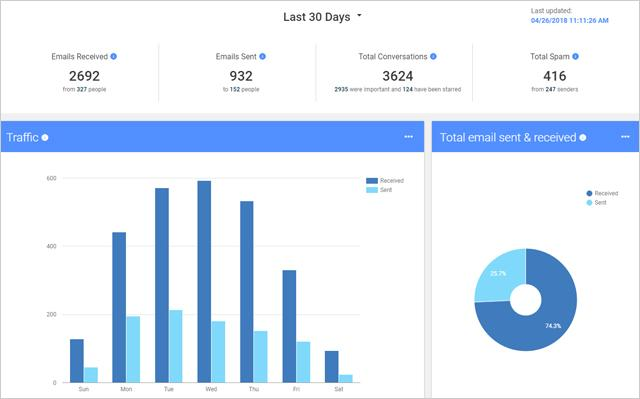 Last 30 Days
Last updated:
04/26/2018 11:11:26 AM
Emails Received
2692
from 327 people
Emails Sent
932
to 152 people
Total Conversations
3624
2935 were important and 124 have been starred
Total Spam
416
from 247 senders
Traffic
Total email sent & received
600
400
200
0
Received
Sent
Sun
Mon
Tue
Wed
Thu
Fri
Sat
Received
Sent
25.7%
74.3%